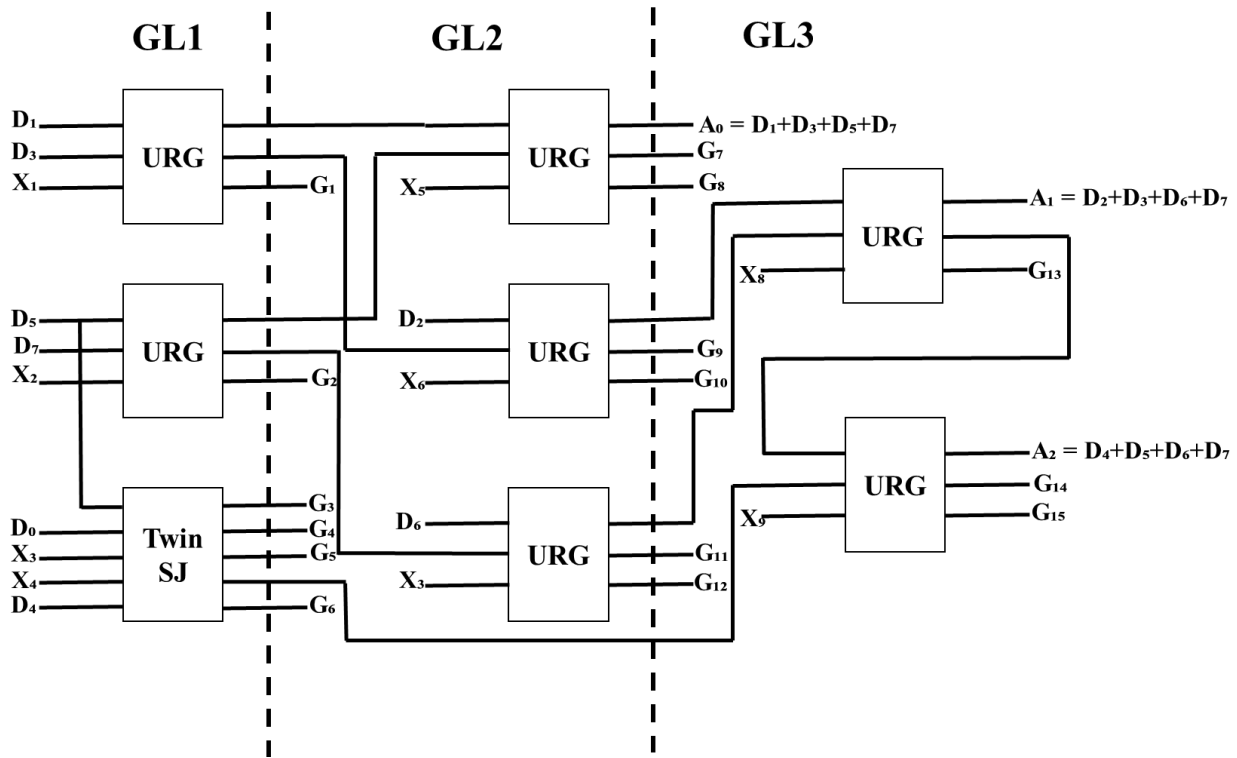 GL1
GL2
GL3
D₁
D₃
X₁
URG
G₁
X₅
URG
A₀ = D₁+D₃+D₅+D₇
G₇
G₈
X₈
URG
A₁ = D₂+D₃+D₆+D₇
G₁₃
D₅
D₇
X₂
URG
G₂
D₂
X₆
URG
G₉
G₁₀
D₀
X₃
X₄
D₄
Twin
SJ
G₃
G₄
G₅
G₆
D₆
X₃
URG
G₁₁
G₁₂
X₉
URG
A₂ = D₄+D₅+D₆+D₇
G₁₄
G₁₅